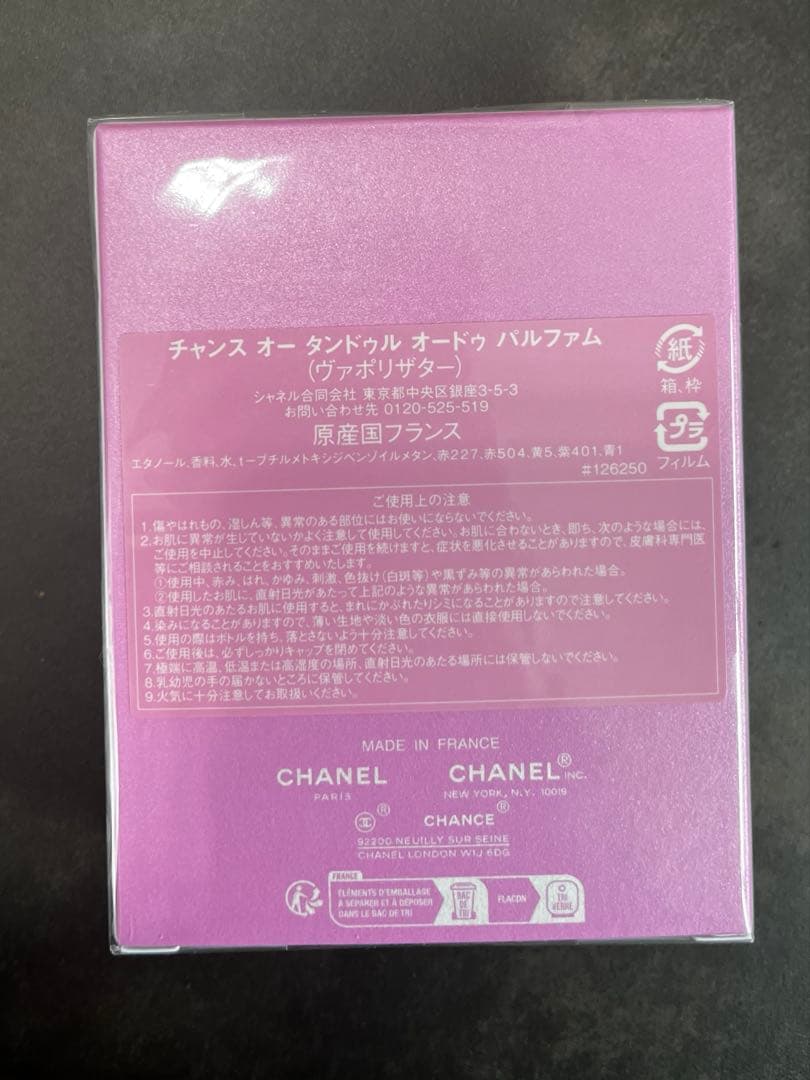 チャンス オー タンドゥル オードゥ パルファム
(ヴァポリザター)
シャネル合同会社 東京都中央区銀座3-5-3
お問い合わせ先 0120-525-519
原産国フランス
エタノール、香料、水、t-ブチルメトキシジベンゾイルメタン、赤227、赤504、黄5、紫401、青1
#126250
紙
箱、枠
プラ
フィルム
ご使用上の注意
1.傷やはれもの、湿しん等、異常のある部位にはお使いにならないでください。
2.お肌に異常が生じていないかよく注意して使用してください。お肌に合わないとき、即ち、次のような場合には、
ご使用を中止してください。そのままご使用を続けますと、症状を悪化させることがありますので、皮膚科専門医
等にご相談されることをおすすめいたします。
①使用中、赤み、はれ、かゆみ、刺激、色抜け(白斑等)や黒ずみ等の異常があらわれた場合。
②使用したお肌に、直射日光があたって上記のような異常があらわれた場合。
3.直射日光のあたるお肌に使用すると、まれにかぶれたりシミになることがありますので注意してください。
4.染みになることがありますので、薄い生地や淡い色の衣服には直接使用しないでください。
5.使用の際はボトルを持ち、落とさないよう十分注意してください。
6.ご使用後は、必ずしっかりキャップを閉めてください。
7.極端に高温、低温または高湿度の場所、直射日光のあたる場所には保管しないでください。
8.乳幼児の手の届かないところに保管してください。
9.火気に十分注意してお取扱いください。
MADE IN FRANCE
CHANEL CHANEL® INC.
PARIS NEW YORK, N.Y. 10019
® CHANCE®
92200 NEUILLY SUR SEINE
CHANEL LONDON W1J 6DG
FRANCE
ÉLÉMENTS D'EMBALLAGE
À SÉPARER ET À DÉPOSER
DANS LE BAC DE TRI
BAC
DE
TRI
FLACON
TRI
VERRE